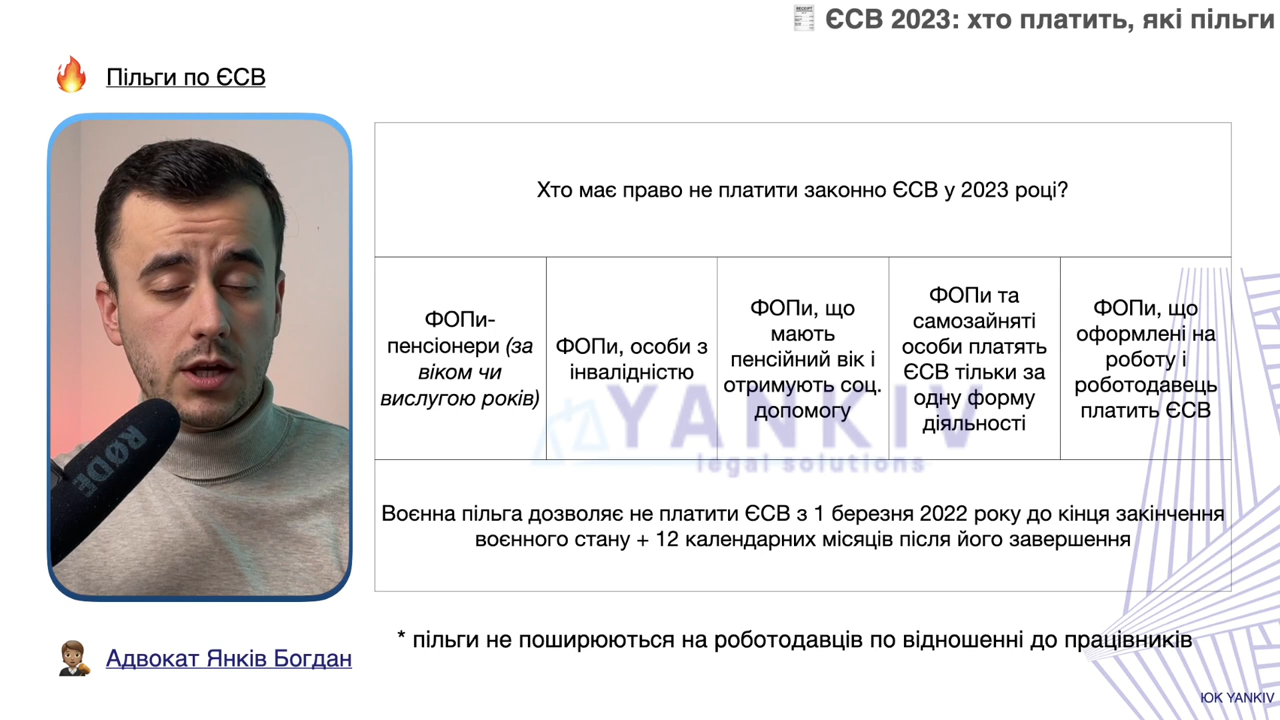 ЄСВ 2023: хто платить, які пільги
Пільги по ЄСВ
Хто має право не платити законно ЄСВ у 2023 році?
ФОПи-
пенсіонери (за
віком чи
вислугою років)
ФОПи, особи з
інвалідністю
ФОПи, що
мають
пенсійний вік і
отримують соц.
допомогу
ФОПи та
самозайняті
особи платять
ЄСВ тільки за
одну форму
діяльності
ФОПи, що
оформлені на
роботу і
роботодавець
платить ЄСВ
YANKIV
legal solutions
Воєнна пільга дозволяє не платити ЄСВ з 1 березня 2022 року до кінця закінчення
воєнного стану + 12 календарних місяців після його завершення
* пільги не поширюються на роботодавців по відношенні до працівників
RØDE
Адвокат Янків Богдан
ЮК YANKIV